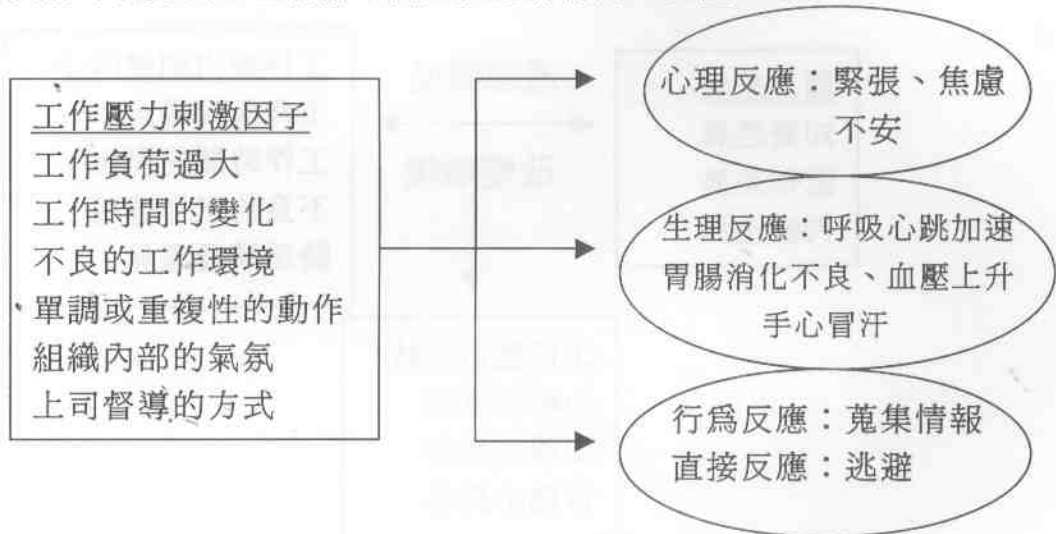 工作壓力刺激因子
工作負荷過大
工作時間的變化
不良的工作環境
單調或重複性的動作
組織內部的氣氛
上司督導的方式
心理反應：緊張、焦慮
不安
生理反應：呼吸心跳加速
胃腸消化不良、血壓上升
手心冒汗
行爲反應：蒐集情報
直接反應：逃避